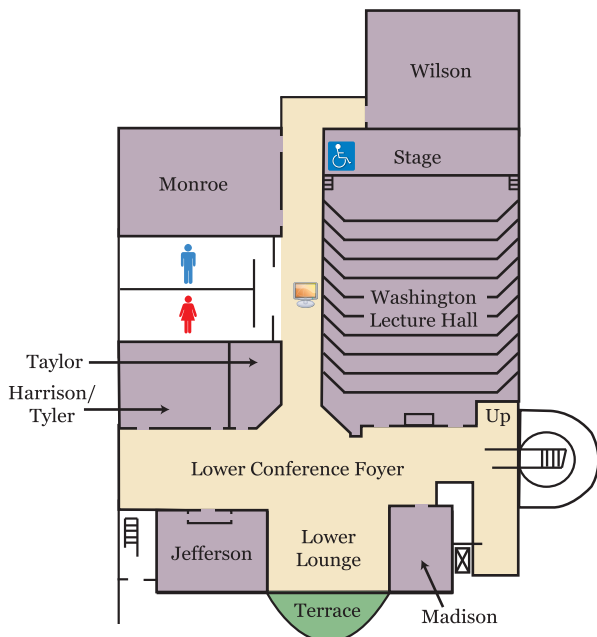 Wilson
Stage
Monroe
Washington
Lecture Hall
Taylor
Harrison/
Tyler
Up
Lower Conference Foyer
Lower
Lounge
Jefferson
Terrace
Madison